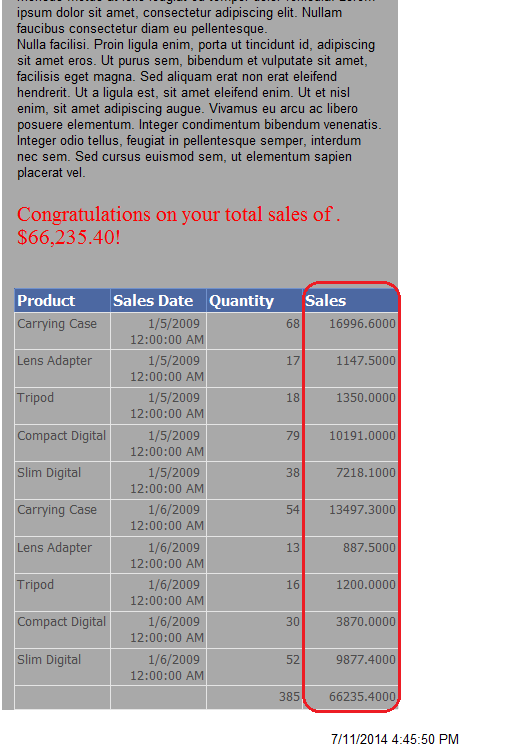 ipsum dolor sit amet, consectetur adipiscing elit. Nullam
faucibus consectetur diam eu pellentesque.
Nulla facilisi. Proin ligula enim, porta ut tincidunt id, adipiscing
sit amet eros. Ut purus sem, bibendum et vulputate sit amet,
facilisis eget magna. Sed aliquam erat non erat eleifend
hendrerit. Ut a ligula est, sit amet eleifend enim. Ut et nisl
enim, sit amet adipiscing augue. Vivamus eu arcu ac libero
posuere elementum. Integer condimentum bibendum venenatis.
Integer odio tellus, feugiat in pellentesque semper, interdum
nec sem. Sed cursus euismod sem, ut elementum sapien
placerat vel.
Congratulations on your total sales of .
$66,235.40!
Product Sales Date Quantity Sales
Carrying Case 1/5/2009 68 16996.6000
12:00:00 AM
Lens Adapter 1/5/2009 17 1147.5000
12:00:00 AM
Tripod 1/5/2009 18 1350.0000
12:00:00 AM
Compact Digital 1/5/2009 79 10191.0000
12:00:00 AM
Slim Digital 1/5/2009 38 7218.1000
12:00:00 AM
Carrying Case 1/6/2009 54 13497.3000
12:00:00 AM
Lens Adapter 1/6/2009 13 887.5000
12:00:00 AM
Tripod 1/6/2009 16 1200.0000
12:00:00 AM
Compact Digital 1/6/2009 30 3870.0000
12:00:00 AM
Slim Digital 1/6/2009 52 9877.4000
12:00:00 AM
385 66235.4000
7/11/2014 4:45:50 PM